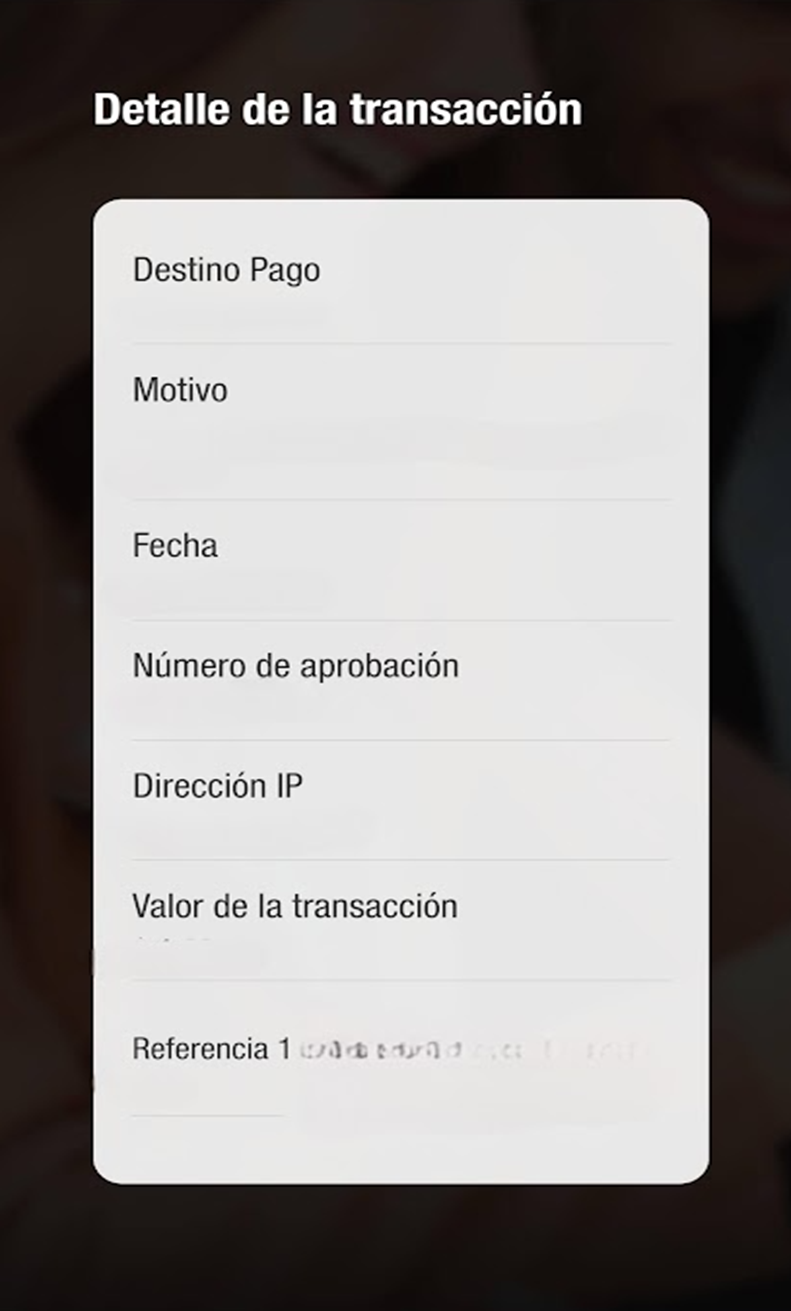 Detalle de la transacción
Destino Pago
Motivo
Fecha
Número de aprobación
Dirección IP
Valor de la transacción
Referencia 1